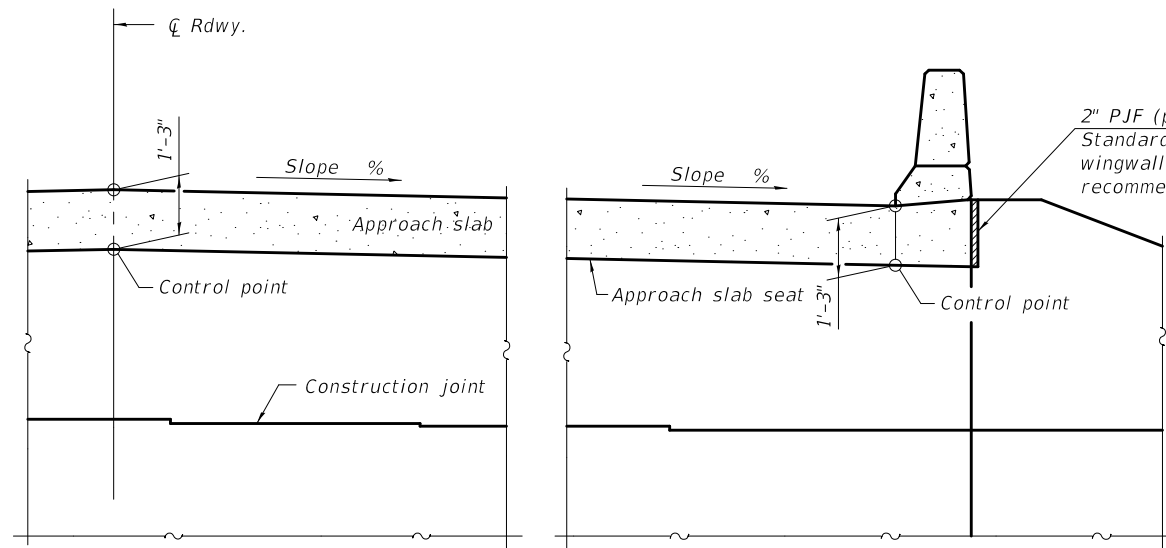 ℄ Rdwy.
1'-3"
Slope %
Approach slab
Control point
Construction joint
Slope %
2" PJF (p
Standard
wingwall
recomme
Approach slab seat
1'-3"
Control point